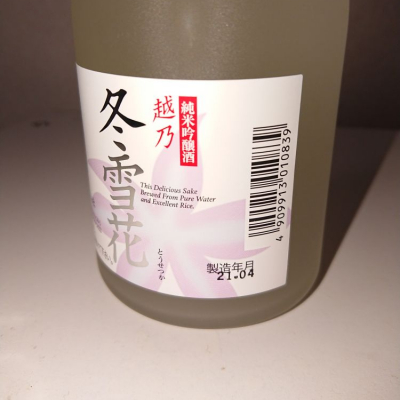 純米吟醸酒
越乃
冬雪花
とうせつか
This Delicious Sake
Brewed From Pure Water
and Excellent Rice.
4 909913 010839
製造年月
21-04